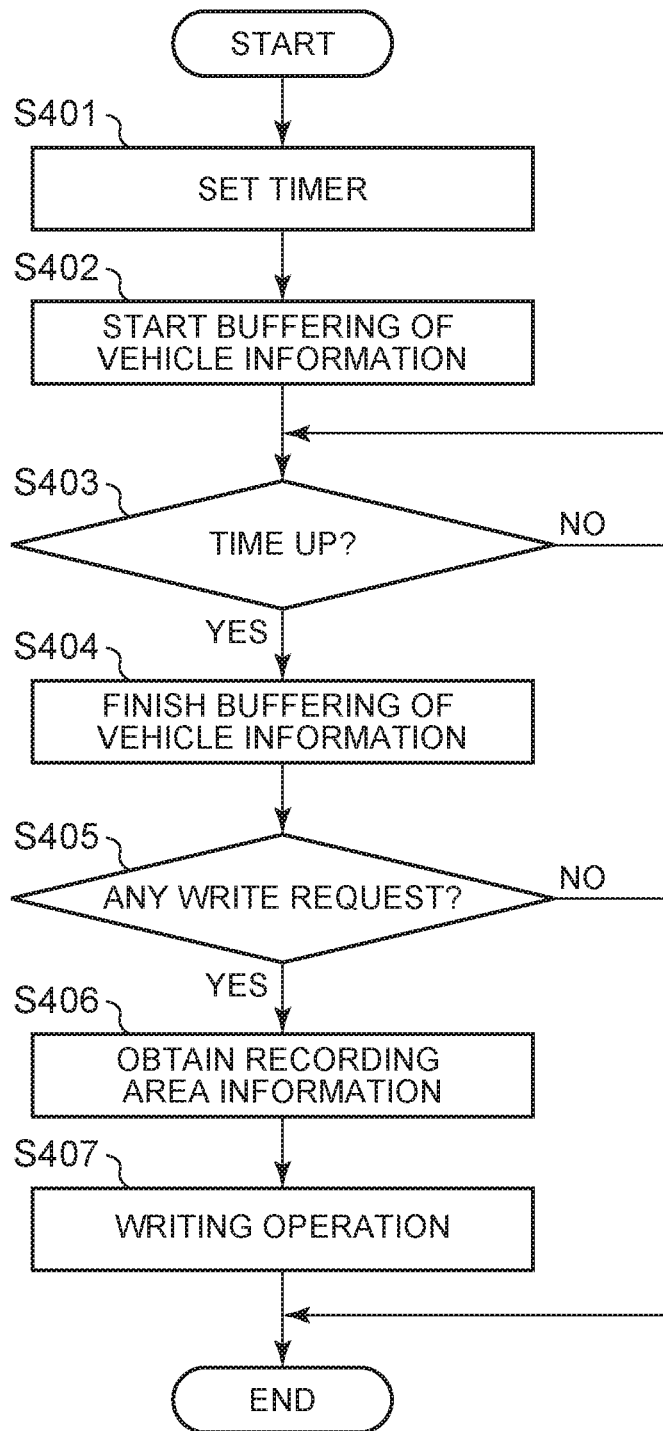 START
S401
SET TIMER
S402
START BUFFERING OF
VEHICLE INFORMATION
S403
TIME UP?
NO
YES
S404
FINISH BUFFERING OF
VEHICLE INFORMATION
S405
ANY WRITE REQUEST?
NO
YES
S406
OBTAIN RECORDING
AREA INFORMATION
S407
WRITING OPERATION
END